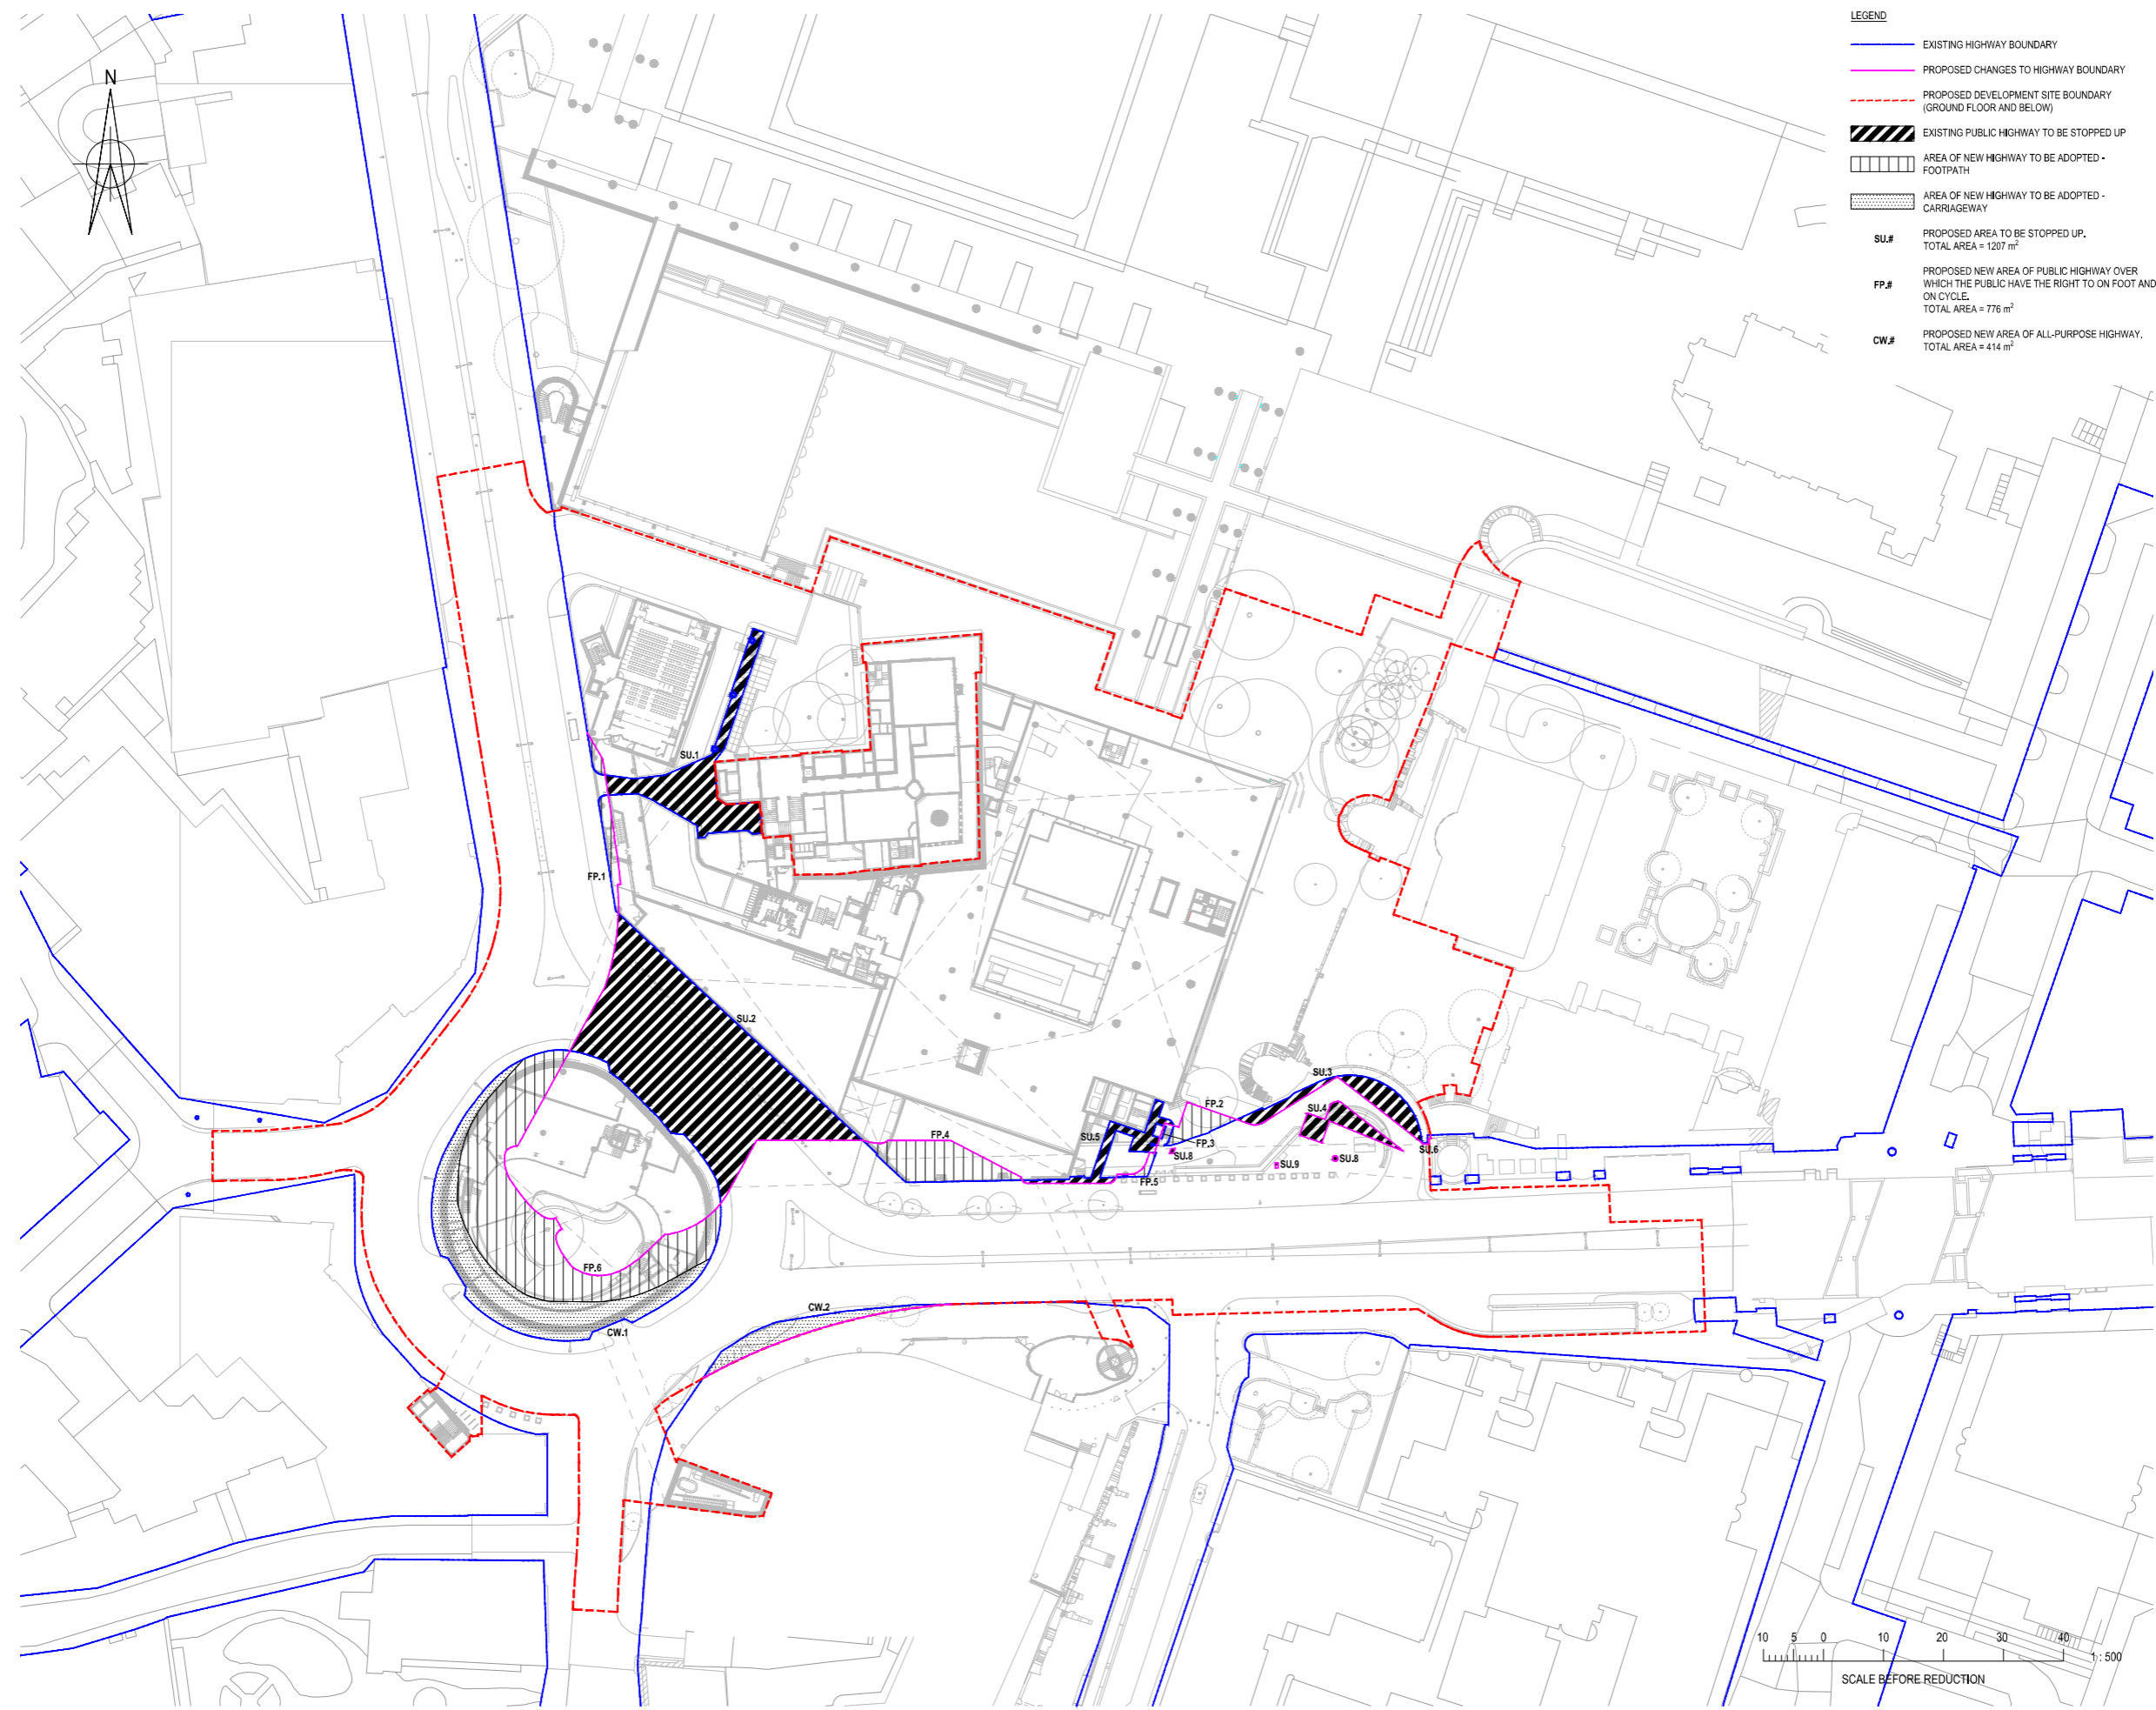 LEGEND
EXISTING HIGHWAY BOUNDARY
PROPOSED CHANGES TO HIGHWAY BOUNDARY
PROPOSED DEVELOPMENT SITE BOUNDARY
(GROUND FLOOR AND BELOW)
EXISTING PUBLIC HIGHWAY TO BE STOPPED UP
AREA OF NEW HIGHWAY TO BE ADOPTED -
FOOTPATH
AREA OF NEW HIGHWAY TO BE ADOPTED -
CARRIAGEWAY
SU.# PROPOSED AREA TO BE STOPPED UP.
TOTAL AREA = 1207 m²
FP.# PROPOSED NEW AREA OF PUBLIC HIGHWAY OVER
WHICH THE PUBLIC HAVE THE RIGHT TO ON FOOT AND
ON CYCLE.
TOTAL AREA = 776 m²
CW.# PROPOSED NEW AREA OF ALL-PURPOSE HIGHWAY.
TOTAL AREA = 414 m²
N
SU.1
FP.1
SU.2
SU.3
FP.2
SU.4
FP.4
SU.5
FP.3
SU.6
SU.8
SU.8
SU.9
FP.5
FP.6
CW.2
CW.1
10 5 0 10 20 30 40
1 : 500
SCALE BEFORE REDUCTION